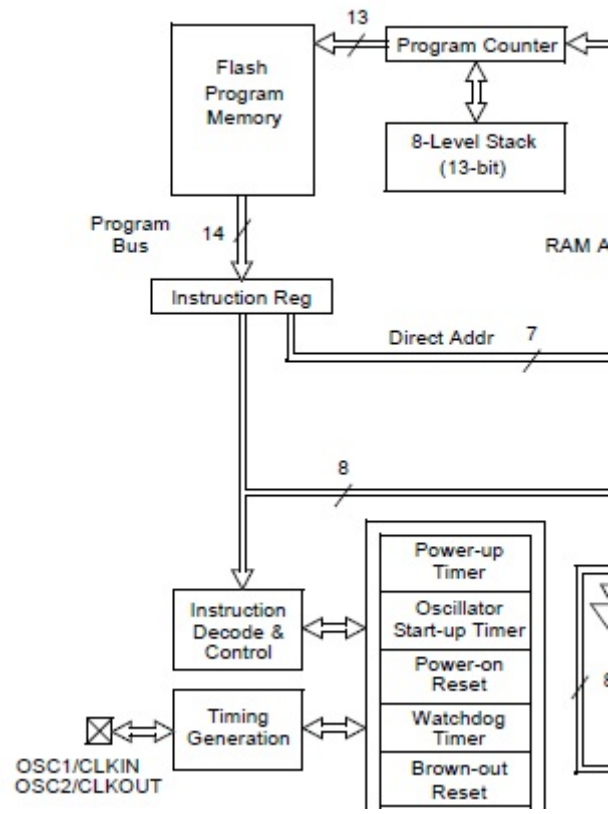 13
Program Counter
Flash
Program
Memory
8-Level Stack
(13-bit)
Program
Bus
14
RAM A
Instruction Reg
Direct Addr
7
8
Power-up
Timer
Instruction
Decode &
Control
Oscillator
Start-up Timer
Power-on
Reset
8
Timing
Generation
Watchdog
Timer
OSC1/CLKIN
OSC2/CLKOUT
Brown-out
Reset